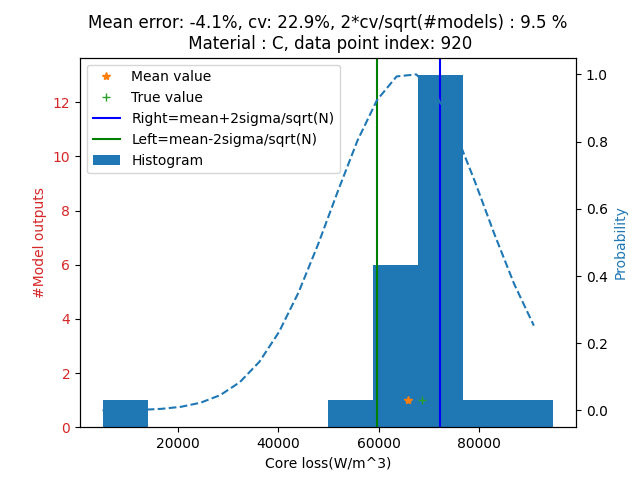 Mean error: -4.1%, cv: 22.9%, 2*cv/sqrt(#models) : 9.5 %
Material : C, data point index: 920
Mean value
True value
Right=mean+2sigma/sqrt(N)
Left=mean-2sigma/sqrt(N)
Histogram
#Model outputs
12
10
8
6
4
2
0
1.0
0.8
0.6
0.4
0.2
0.0
Probability
20000 40000 60000 80000
Core loss(W/m^3)